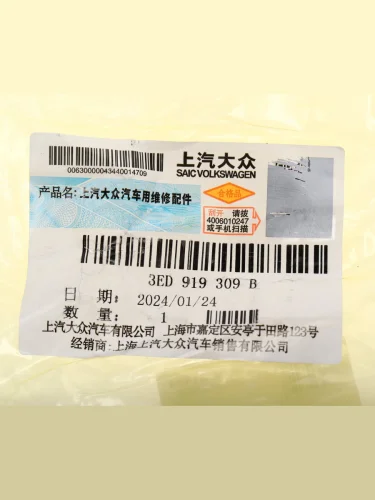 00630000043440014709
上汽大众
SAIC VOLKSWAGEN
产品名: 上汽大众汽车用维修配件
合格品
揭开 请拨
4006010247
或手机扫描
3ED 919 309 B
日 期: 2024/01/24
数 量: 1
上汽大众汽车有限公司 上海市嘉定区安亭于田路123号
经销商: 上海上汽大众汽车销售有限公司